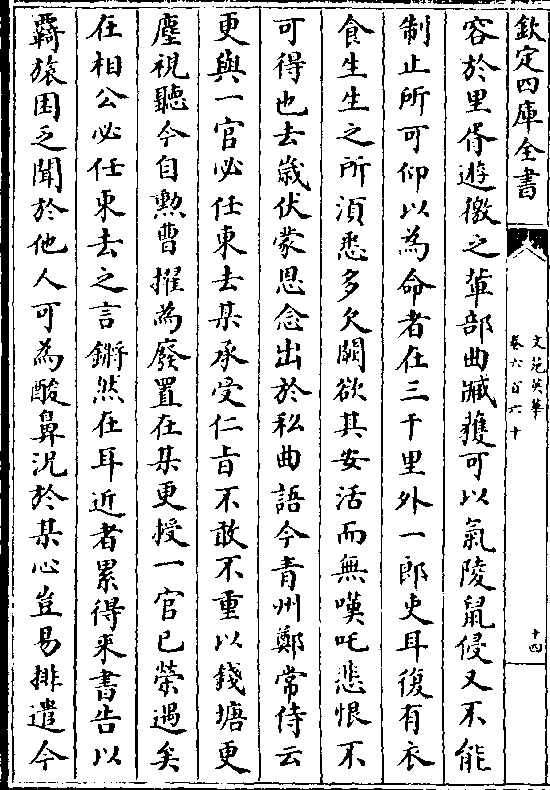 欽定四庫全書
文苑英華
卷六百六十
十四
容於里胥遊徼之輩部曲臧獲可以氣陵鼠侵又不能
制止所可仰以為命者在三千里外一郎吏耳復有衣
食生生之所須悉多欠闕欲其安活而無嘆吒悲恨不
可得也去歲伏蒙恩念出於私曲語今青州鄭常侍云
更與一官必任東去某承受仁旨不敢不重以錢塘更
塵視聽今自勲曹擢為廢置在某更授一官已榮遇矣
在相公必任東去之言鏘然在耳近者累得來書告以
覊旅困乏聞於他人可為酸鼻況於某心豈易排遣今